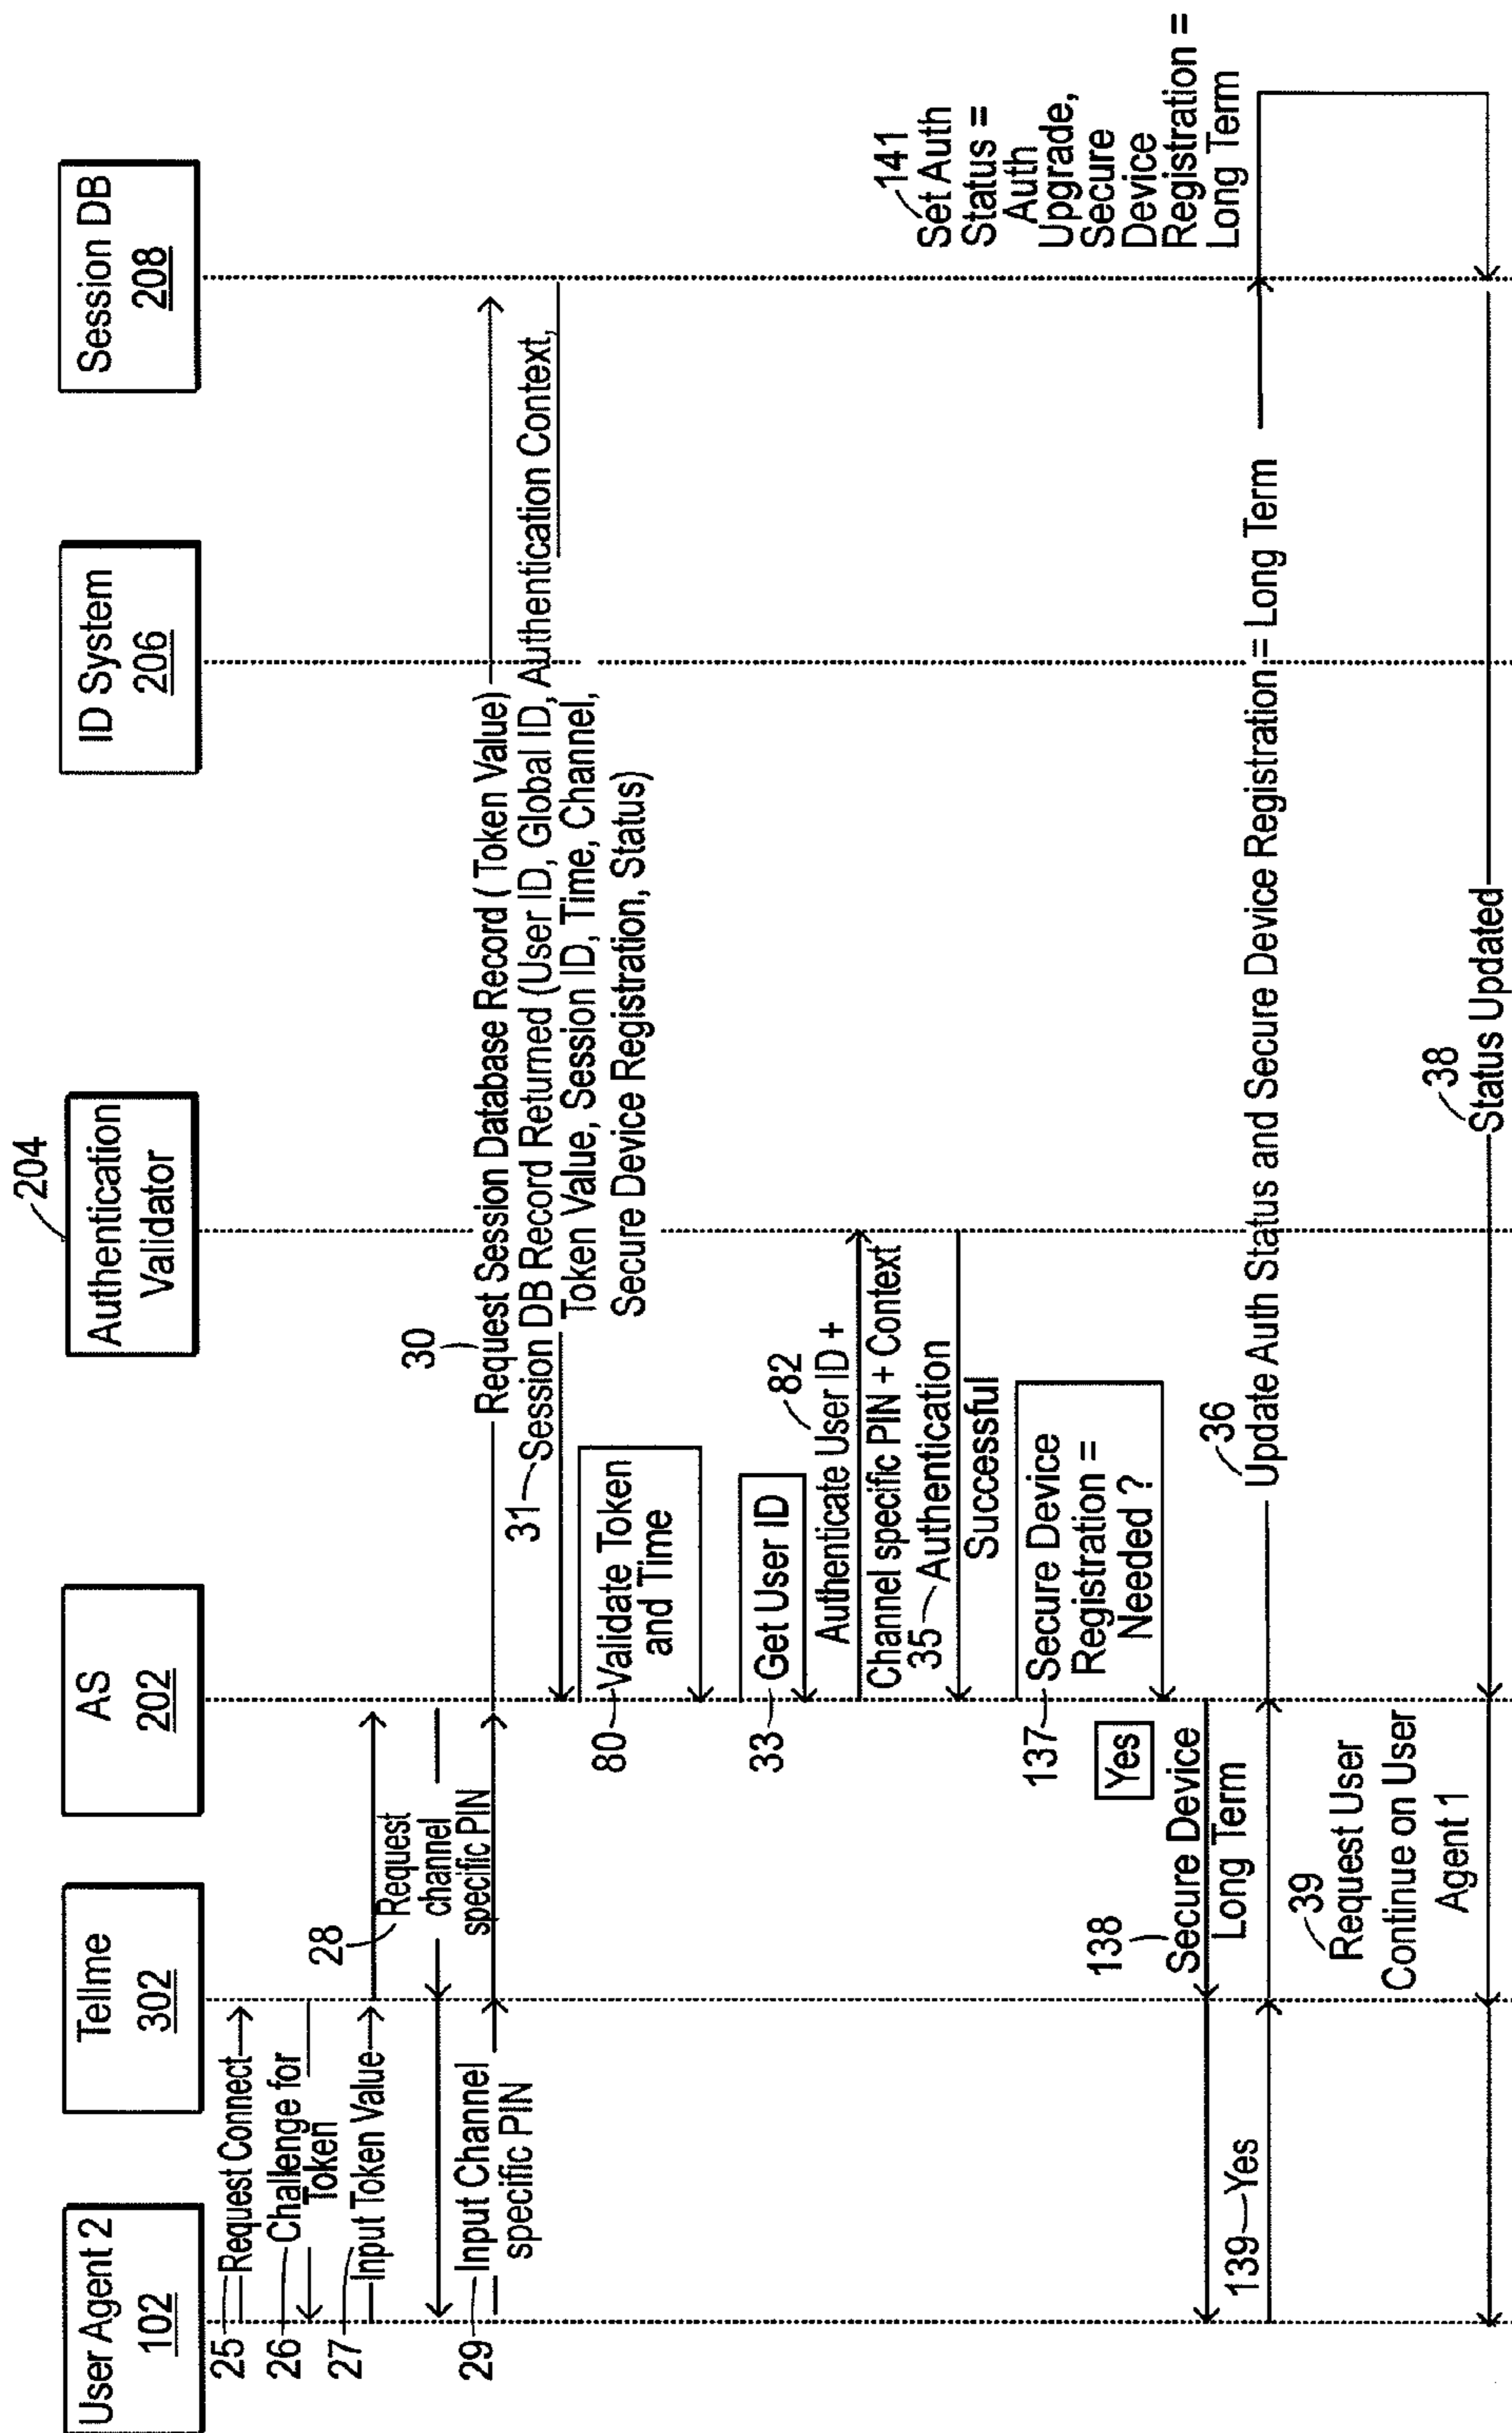 User Agent 2
102
Tellme
302
AS
202
204
Authentication
Validator
ID System
206
Session DB
208
25
Request Connect
26
Challenge for
Token
27
Input Token Value
28
Request
channel
specific PIN
29
Input Channel
specific PIN
30
Request Session Database Record ( Token Value)
31
Session DB Record Returned (User ID, Global ID, Authentication Context,
Token Value, Session ID, Time, Channel,
Secure Device Registration, Status)
80
Validate Token
and Time
33
Get User ID
82
Authenticate User ID +
Channel specific PIN + Context
35
Authentication
Successful
137
Secure Device
Registration =
Needed ?
Yes
138
Secure Device
Long Term
139
Yes
36
Update Auth Status and Secure Device Registration = Long Term
141
Set Auth
Status =
Auth
Upgrade,
Secure
Device
Registration =
Long Term
38
Status Updated
39
Request User
Continue on User
Agent 1